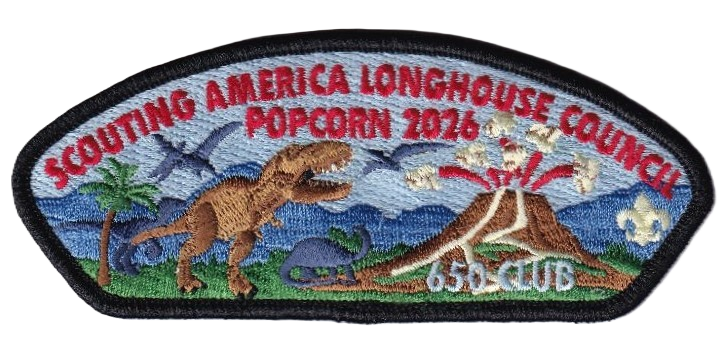 SCOUTING AMERICA LONGHOUSE COUNCIL
POPCORN 2026
650 CLUB